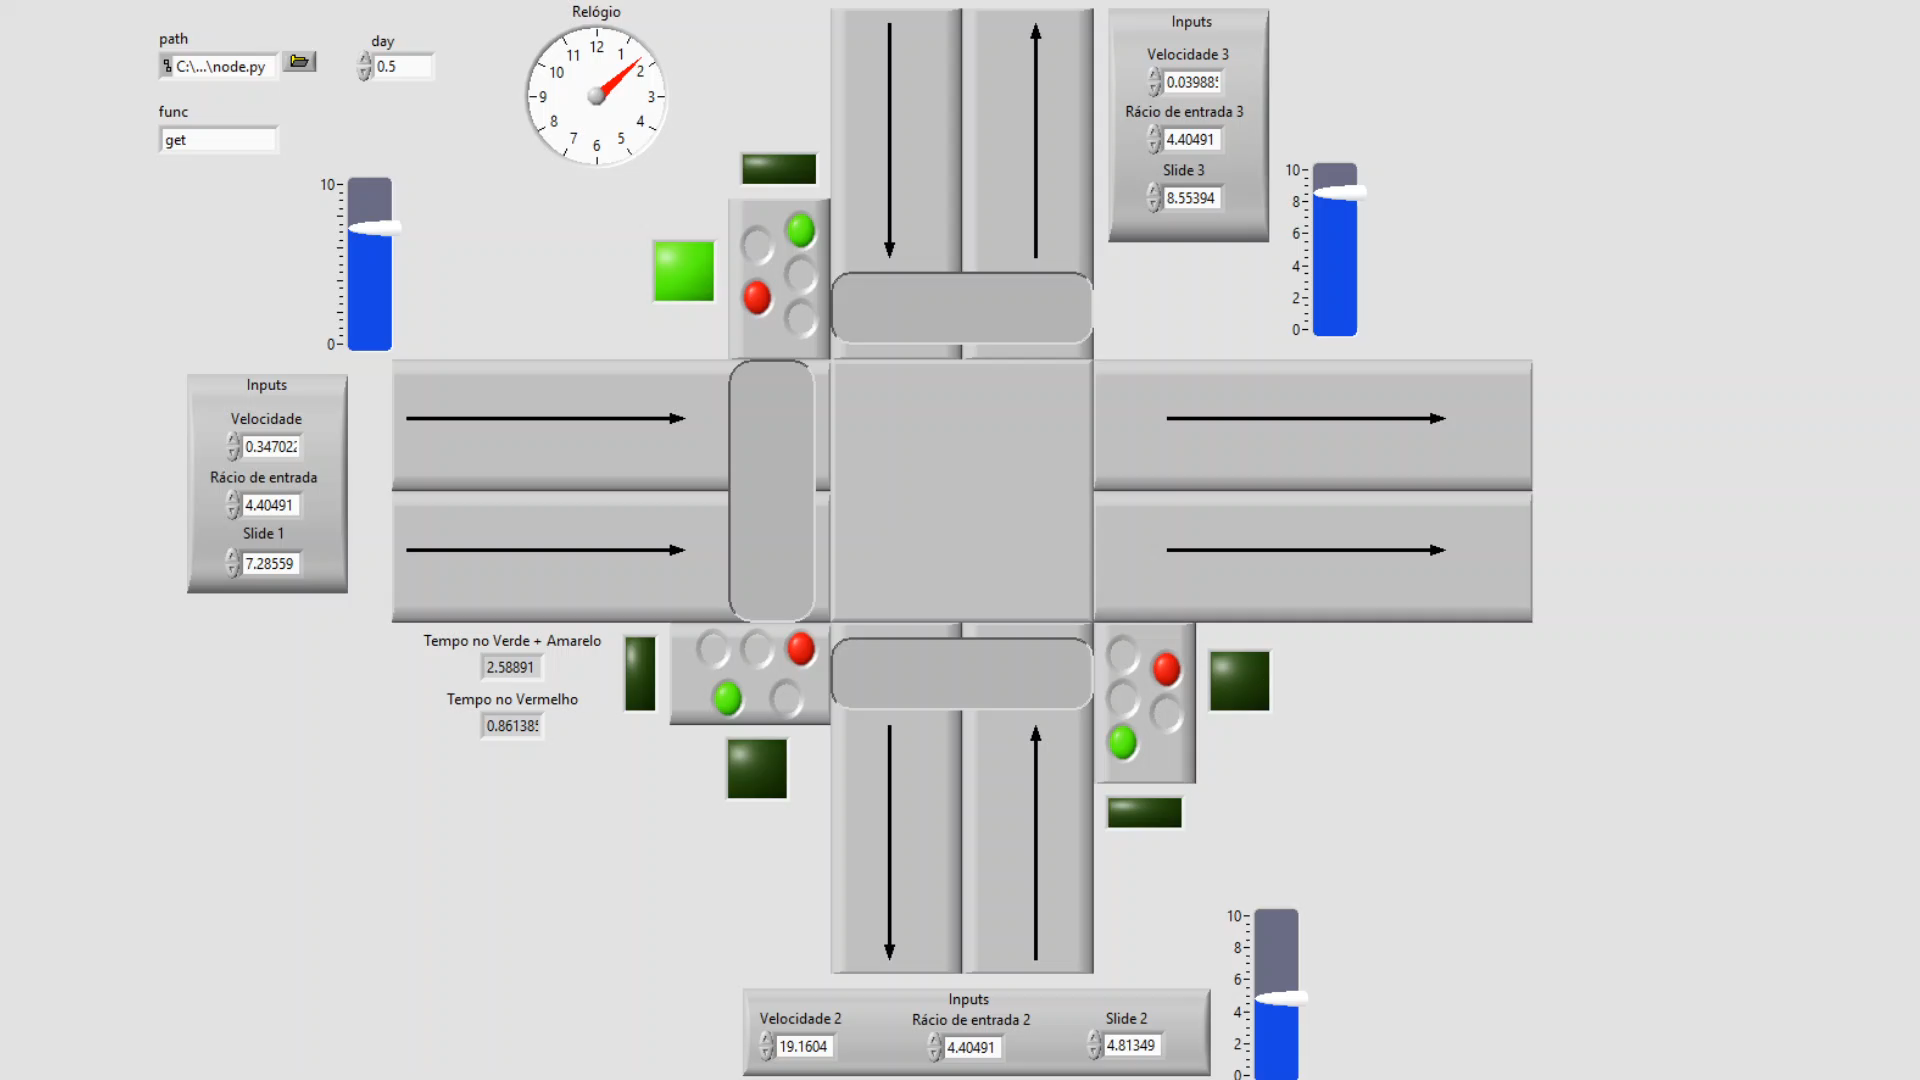 path
C:\...\node.py
day
0.5
func
get
Relógio
12
1
2
3
4
5
6
7
8
9
10
11
Inputs
Velocidade 3
0.03988
Rácio de entrada 3
4.40491
Slide 3
8.55394
10
8
6
4
2
0
10
0
Inputs
Velocidade
0.34702
Rácio de entrada
4.40491
Slide 1
7.28559
Tempo no Verde + Amarelo
2.58891
Tempo no Vermelho
0.86138
Inputs
Velocidade 2
19.1604
Rácio de entrada 2
4.40491
Slide 2
4.81349
10
8
6
4
2
0